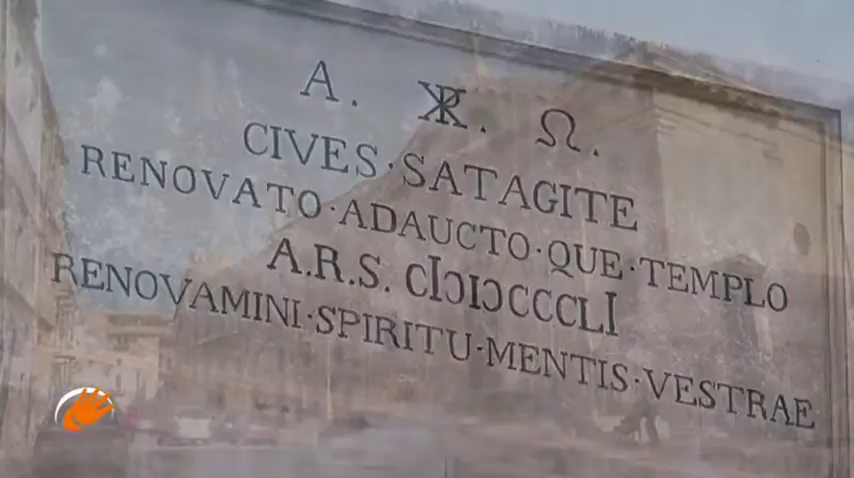 A. ☧. Ω.
CIVES·SATAGITE
RENOVATO·ADAUCTO·QUE·TEMPLO
A.R.S. CIƆIƆCCCLI
RENOVAMINI·SPIRITU·MENTIS·VESTRAE